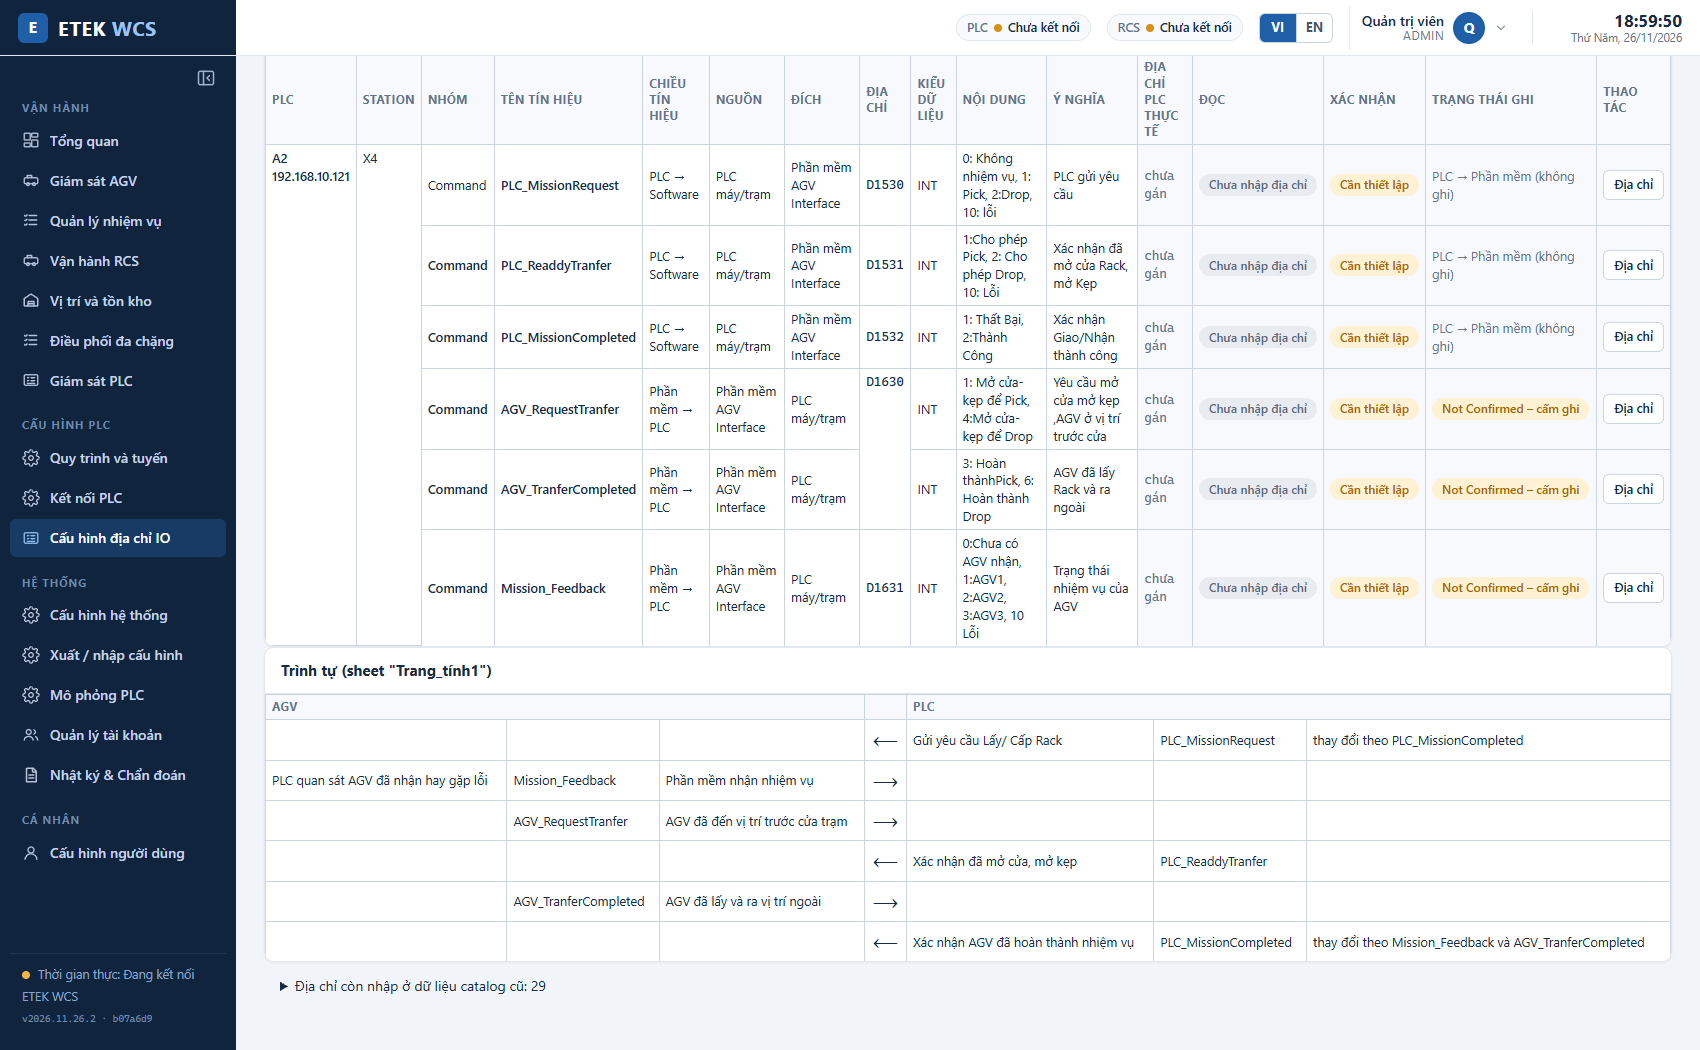 E ETEK WCS
PLC Chưa kết nối
RCS Chưa kết nối
VI EN
Quản trị viên
ADMIN
Q
18:59:50
Thứ Năm, 26/11/2026
VẬN HÀNH
Tổng quan
Giám sát AGV
Quản lý nhiệm vụ
Vận hành RCS
Vị trí và tồn kho
Điều phối đa chặng
Giám sát PLC
CẤU HÌNH PLC
Quy trình và tuyến
Kết nối PLC
Cấu hình địa chỉ IO
HỆ THỐNG
Cấu hình hệ thống
Xuất / nhập cấu hình
Mô phỏng PLC
Quản lý tài khoản
Nhật ký & Chẩn đoán
CÁ NHÂN
Cấu hình người dùng
Thời gian thực: Đang kết nối
ETEK WCS
v2026.11.26.2 · b07a6d9
PLC
STATION
NHÓM
TÊN TÍN HIỆU
CHIỀU
TÍN
HIỆU
NGUỒN
ĐÍCH
ĐỊA
CHỈ
KIỂU
DỮ
LIỆU
NỘI DUNG
Ý NGHĨA
ĐỊA
CHỈ
PLC
THỰC
TẾ
ĐỌC
XÁC NHẬN
TRẠNG THÁI GHI
THAO
TÁC
A2
192.168.10.121
X4
Command
PLC_MissionRequest
PLC →
Software
PLC
máy/trạm
Phần mềm
AGV
Interface
D1530
INT
0: Không
nhiệm vụ, 1:
Pick, 2:Drop,
10: lỗi
PLC gửi yêu
cầu
chưa
gán
Chưa nhập địa chỉ
Cần thiết lập
PLC → Phần mềm (không
ghi)
Địa chỉ
Command
PLC_ReaddyTranfer
PLC →
Software
PLC
máy/trạm
Phần mềm
AGV
Interface
D1531
INT
1:Cho phép
Pick, 2: Cho
phép Drop,
10: Lỗi
Xác nhận đã
mở cửa Rack,
mở Kẹp
chưa
gán
Chưa nhập địa chỉ
Cần thiết lập
PLC → Phần mềm (không
ghi)
Địa chỉ
Command
PLC_MissionCompleted
PLC →
Software
PLC
máy/trạm
Phần mềm
AGV
Interface
D1532
INT
1: Thất Bại,
2:Thành
Công
Xác nhận
Giao/Nhận
thành công
chưa
gán
Chưa nhập địa chỉ
Cần thiết lập
PLC → Phần mềm (không
ghi)
Địa chỉ
Command
AGV_RequestTranfer
Phần
mềm →
PLC
Phần mềm
AGV
Interface
PLC
máy/trạm
D1630
INT
1: Mở cửa-
kẹp để Pick,
4:Mở cửa-
kẹp để Drop
Yêu cầu mở
cửa mở kẹp
,AGV ở vị trí
trước cửa
chưa
gán
Chưa nhập địa chỉ
Cần thiết lập
Not Confirmed – cấm ghi
Địa chỉ
Command
AGV_TranferCompleted
Phần
mềm →
PLC
Phần mềm
AGV
Interface
PLC
máy/trạm
INT
3: Hoàn
thànhPick, 6:
Hoàn thành
Drop
AGV đã lấy
Rack và ra
ngoài
chưa
gán
Chưa nhập địa chỉ
Cần thiết lập
Not Confirmed – cấm ghi
Địa chỉ
Command
Mission_Feedback
Phần
mềm →
PLC
Phần mềm
AGV
Interface
PLC
máy/trạm
D1631
INT
0:Chưa có
AGV nhận,
1:AGV1,
2:AGV2,
3:AGV3, 10
Lỗi
Trạng thái
nhiệm vụ của
AGV
chưa
gán
Chưa nhập địa chỉ
Cần thiết lập
Not Confirmed – cấm ghi
Địa chỉ
Trình tự (sheet "Trang_tính1")
AGV PLC
← Gửi yêu cầu Lấy/ Cấp Rack PLC_MissionRequest thay đổi theo PLC_MissionCompleted
PLC quan sát AGV đã nhận hay gặp lỗi Mission_Feedback Phần mềm nhận nhiệm vụ →
AGV_RequestTranfer AGV đã đến vị trí trước cửa trạm →
← Xác nhận đã mở cửa, mở kẹp PLC_ReaddyTranfer
AGV_TranferCompleted AGV đã lấy và ra vị trí ngoài →
← Xác nhận AGV đã hoàn thành nhiệm vụ PLC_MissionCompleted thay đổi theo Mission_Feedback và AGV_TranferCompleted
▶ Địa chỉ còn nhập ở dữ liệu catalog cũ: 29